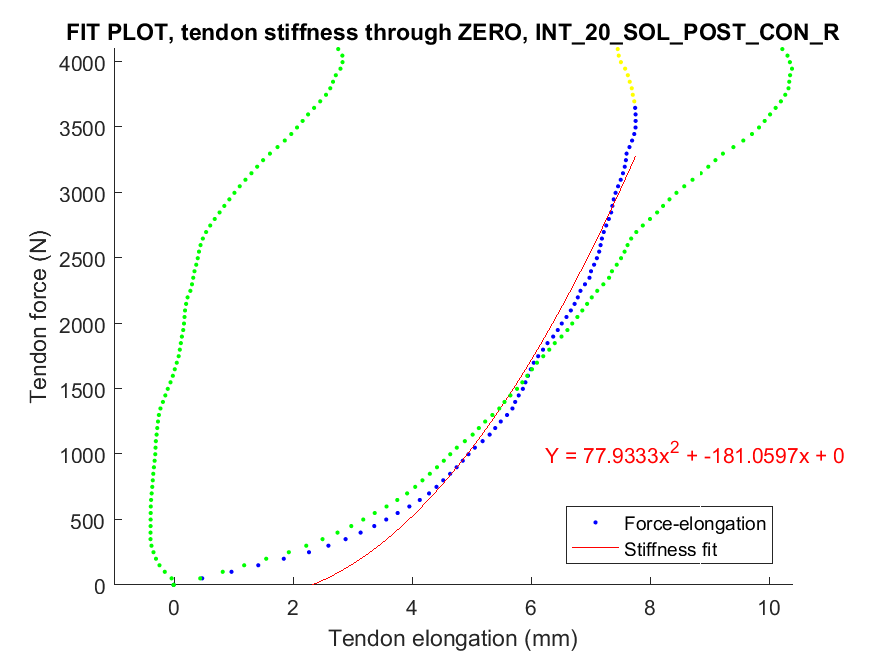 FIT PLOT, tendon stiffness through ZERO, INT_20_SOL_POST_CON_R
4000
3500
3000
2500
2000
1500
1000
500
0
Tendon force (N)
Y = 77.9333x² + -181.0597x + 0
Force-elongation
Stiffness fit
0 2 4 6 8 10
Tendon elongation (mm)